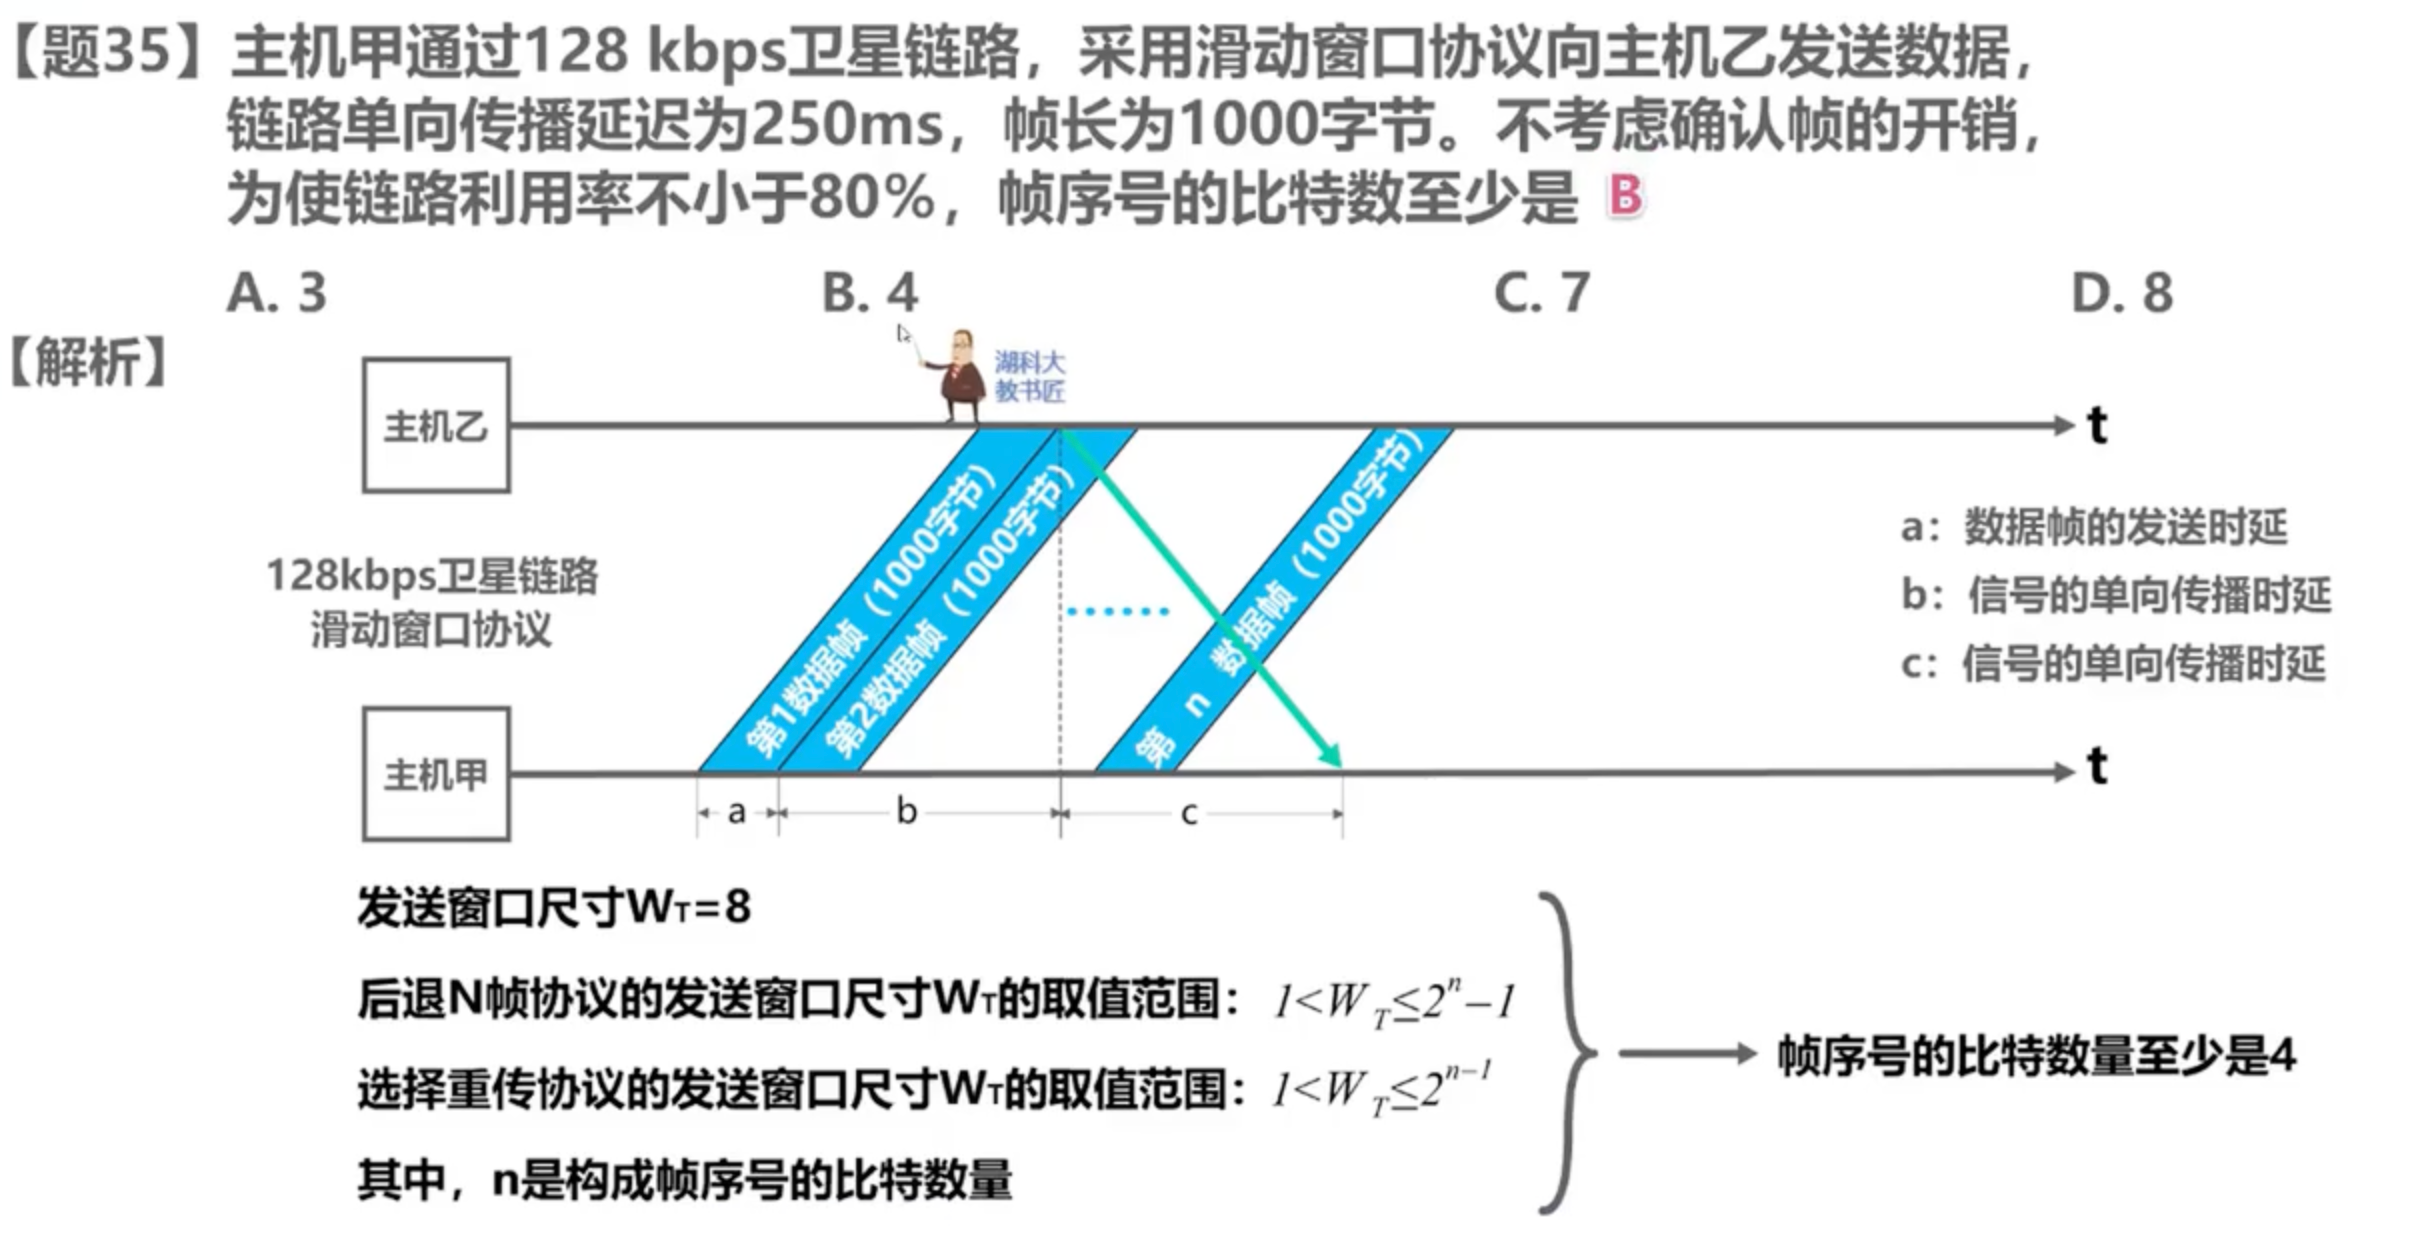 【题35】主机甲通过128 kbps卫星链路，采用滑动窗口协议向主机乙发送数据，
链路单向传播延迟为250ms，帧长为1000字节。不考虑确认帧的开销，
为使链路利用率不小于80%，帧序号的比特数至少是 B
A. 3 B. 4 C. 7 D. 8
【解析】
湖科大
教书匠
主机乙
t
第1数据帧（1000字节）
第2数据帧（1000字节）
······
第 n 数据帧（1000字节）
128kbps卫星链路
滑动窗口协议
a：数据帧的发送时延
b：信号的单向传播时延
c：信号的单向传播时延
主机甲
t
a b c
发送窗口尺寸W_T=8
后退N帧协议的发送窗口尺寸W_T的取值范围：1<W_T≤2^n−1
选择重传协议的发送窗口尺寸W_T的取值范围：1<W_T≤2^{n−1}
其中，n是构成帧序号的比特数量
帧序号的比特数量至少是4